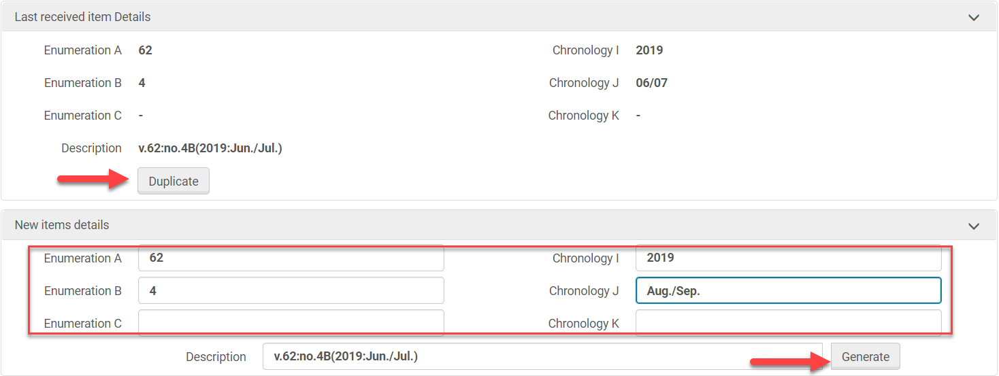 Last received item Details
Enumeration A 62 Chronology I 2019
Enumeration B 4 Chronology J 06/07
Enumeration C - Chronology K -
Description v.62:no.4B(2019:Jun./Jul.)
Duplicate
New items details
Enumeration A 62 Chronology I 2019
Enumeration B 4 Chronology J Aug./Sep.
Enumeration C Chronology K
Description v.62:no.4B(2019:Jun./Jul.) Generate